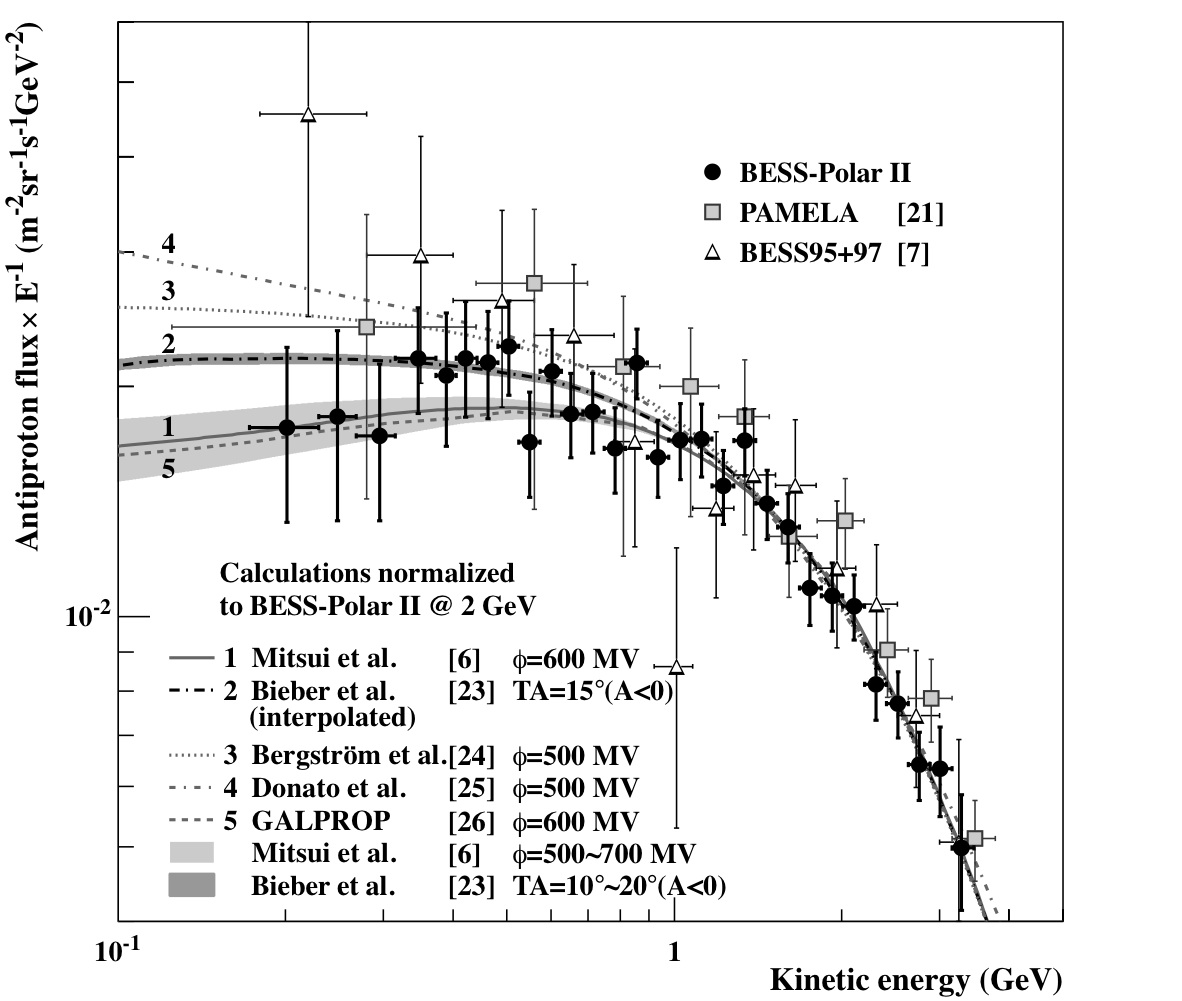 Antiproton flux × E⁻¹ (m⁻²sr⁻¹s⁻¹GeV⁻²)
BESS-Polar II
PAMELA [21]
BESS95+97 [7]
4
3
2
1
5
Calculations normalized
to BESS-Polar II @ 2 GeV
10⁻²
1 Mitsui et al. [6] ϕ=600 MV
2 Bieber et al. [23] TA=15°(A<0)
(interpolated)
3 Bergström et al. [24] ϕ=500 MV
4 Donato et al. [25] ϕ=500 MV
5 GALPROP [26] ϕ=600 MV
Mitsui et al. [6] ϕ=500~700 MV
Bieber et al. [23] TA=10°~20°(A<0)
10⁻¹ 1
Kinetic energy (GeV)